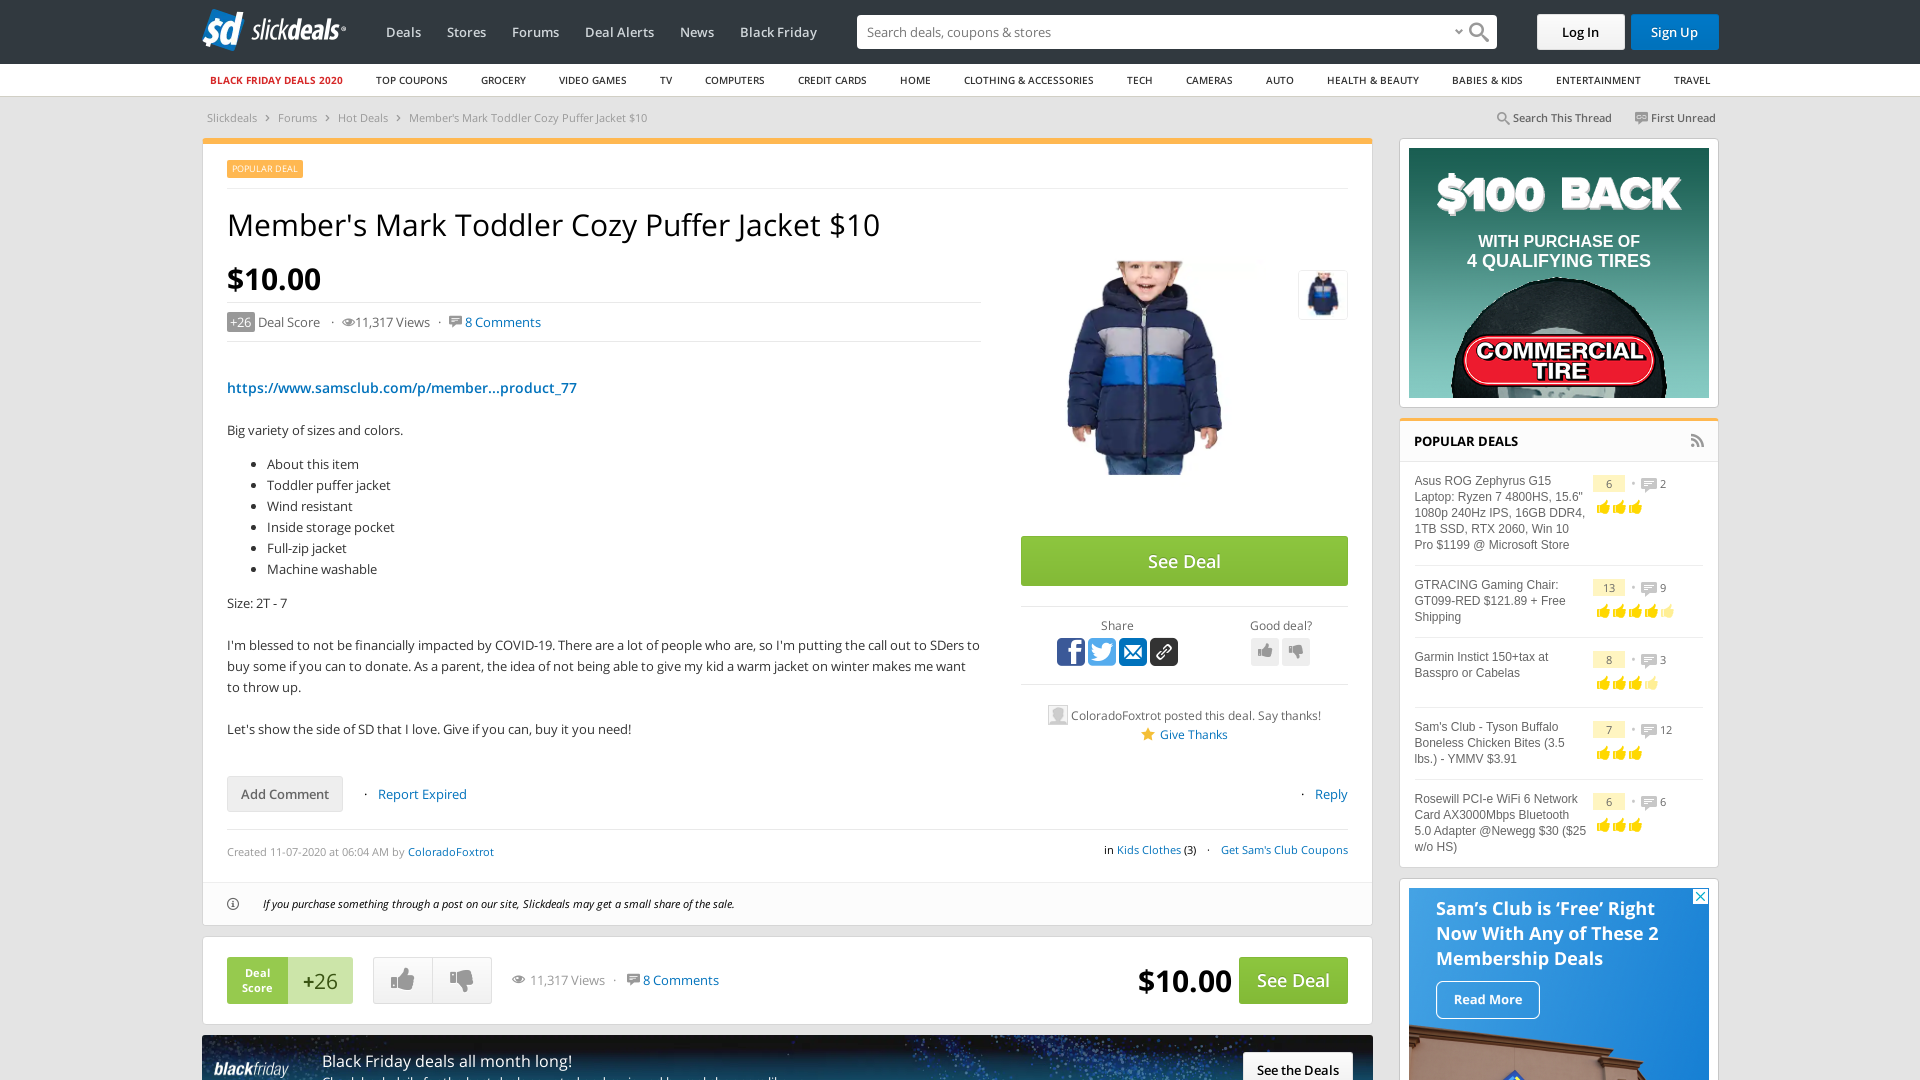 slickdeals
Deals
Stores
Forums
Deal Alerts
News
Black Friday
Search deals, coupons & stores
Log In
Sign Up
BLACK FRIDAY DEALS 2020
TOP COUPONS
GROCERY
VIDEO GAMES
TV
COMPUTERS
CREDIT CARDS
HOME
CLOTHING & ACCESSORIES
TECH
CAMERAS
AUTO
HEALTH & BEAUTY
BABIES & KIDS
ENTERTAINMENT
TRAVEL
Slickdeals > Forums > Hot Deals > Member's Mark Toddler Cozy Puffer Jacket $10
Search This Thread
First Unread
POPULAR DEAL
Member's Mark Toddler Cozy Puffer Jacket $10
$10.00
+26 Deal Score · 11,317 Views · 8 Comments
https://www.samsclub.com/p/member...product_77
Big variety of sizes and colors.
• About this item
• Toddler puffer jacket
• Wind resistant
• Inside storage pocket
• Full-zip jacket
• Machine washable
Size: 2T - 7
I'm blessed to not be financially impacted by COVID-19. There are a lot of people who are, so I'm putting the call out to SDers to
buy some if you can to donate. As a parent, the idea of not being able to give my kid a warm jacket on winter makes me want
to throw up.
Let's show the side of SD that I love. Give if you can, buy it you need!
See Deal
Share
Good deal?
ColoradoFoxtrot posted this deal. Say thanks!
Give Thanks
Add Comment
· Report Expired
· Reply
Created 11-07-2020 at 06:04 AM by ColoradoFoxtrot
in Kids Clothes (3) · Get Sam's Club Coupons
If you purchase something through a post on our site, Slickdeals may get a small share of the sale.
Deal
Score
+26
11,317 Views · 8 Comments
$10.00
See Deal
blackfriday
Black Friday deals all month long!
See the Deals
$100 BACK
WITH PURCHASE OF
4 QUALIFYING TIRES
COMMERCIAL
TIRE
POPULAR DEALS
Asus ROG Zephyrus G15
Laptop: Ryzen 7 4800HS, 15.6"
1080p 240Hz IPS, 16GB DDR4,
1TB SSD, RTX 2060, Win 10
Pro $1199 @ Microsoft Store
6 • 2
GTRACING Gaming Chair:
GT099-RED $121.89 + Free
Shipping
13 • 9
Garmin Instict 150+tax at
Basspro or Cabelas
8 • 3
Sam's Club - Tyson Buffalo
Boneless Chicken Bites (3.5
lbs.) - YMMV $3.91
7 • 12
Rosewill PCI-e WiFi 6 Network
Card AX3000Mbps Bluetooth
5.0 Adapter @Newegg $30 ($25
w/o HS)
6 • 6
Sam's Club is 'Free' Right
Now With Any of These 2
Membership Deals
Read More